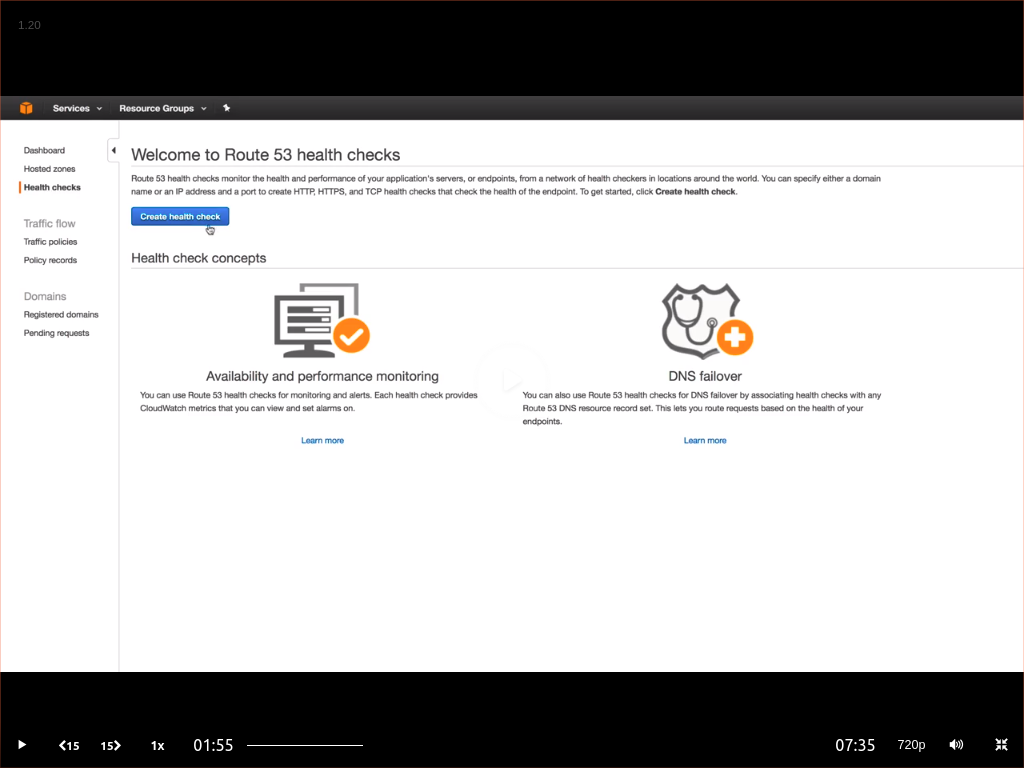 1.20
Services
Resource Groups
Dashboard
Hosted zones
Health checks
Traffic flow
Traffic policies
Policy records
Domains
Registered domains
Pending requests
Welcome to Route 53 health checks
Route 53 health checks monitor the health and performance of your application's servers, or endpoints, from a network of health checkers in locations around the world. You can specify either a domain
name or an IP address and a port to create HTTP, HTTPS, and TCP health checks that check the health of the endpoint. To get started, click Create health check.
Create health check
Health check concepts
Availability and performance monitoring
You can use Route 53 health checks for monitoring and alerts. Each health check provides
CloudWatch metrics that you can view and set alarms on.
Learn more
DNS failover
You can also use Route 53 health checks for DNS failover by associating health checks with any
Route 53 DNS resource record set. This lets you route requests based on the health of your
endpoints.
Learn more
15
15
1x
01:55
07:35
720p